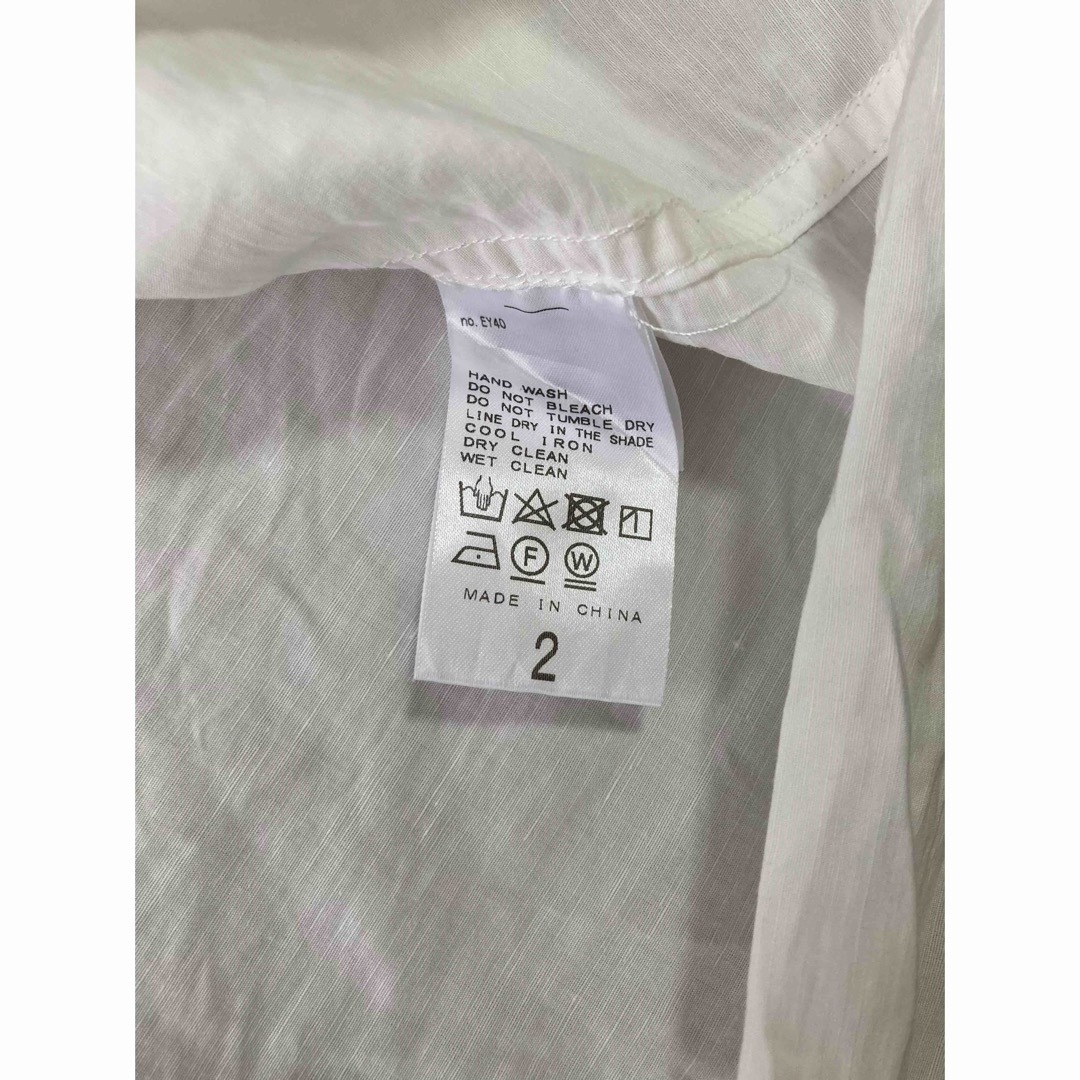 no.EY40
HAND WASH
DO NOT BLEACH
DO NOT TUMBLE DRY
LINE DRY IN THE SHADE
COOL IRON
DRY CLEAN
WET CLEAN
F W
MADE IN CHINA
2